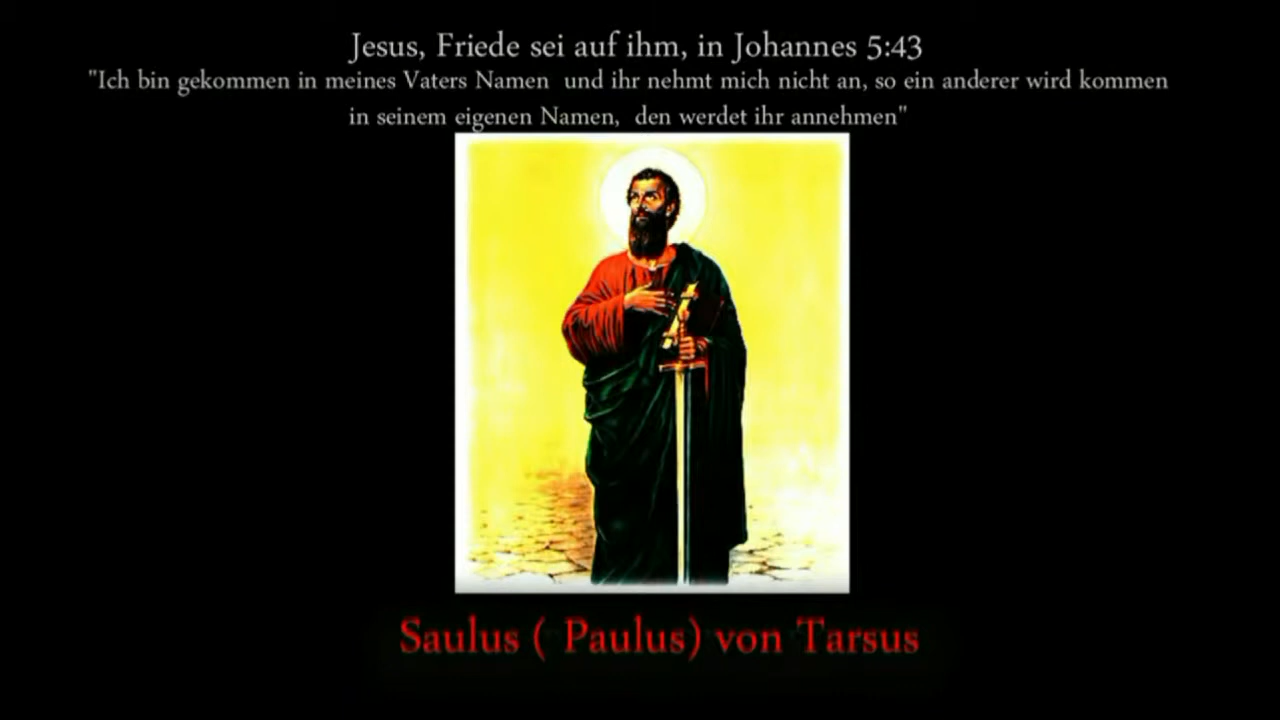 Jesus, Friede sei auf ihm, in Johannes 5:43
"Ich bin gekommen in meines Vaters Namen und ihr nehmt mich nicht an, so ein anderer wird kommen
in seinem eigenen Namen, den werdet ihr annehmen"
Saulus ( Paulus) von Tarsus